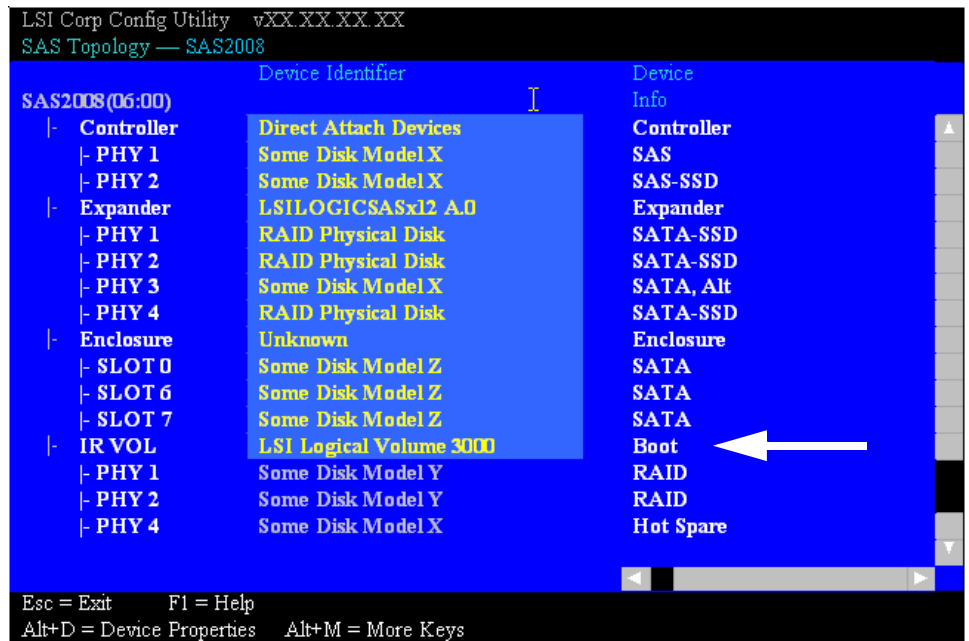 LSI Corp Config Utility vXX.XX.XX.XX
SAS Topology — SAS2008
Device Identifier Device
SAS2008(06:00) Info
|- Controller Direct Attach Devices Controller
|- PHY 1 Some Disk Model X SAS
|- PHY 2 Some Disk Model X SAS-SSD
|- Expander LSILOGICSASx12 A.0 Expander
|- PHY 1 RAID Physical Disk SATA-SSD
|- PHY 2 RAID Physical Disk SATA-SSD
|- PHY 3 Some Disk Model X SATA, Alt
|- PHY 4 RAID Physical Disk SATA-SSD
|- Enclosure Unknown Enclosure
|- SLOT 0 Some Disk Model Z SATA
|- SLOT 6 Some Disk Model Z SATA
|- SLOT 7 Some Disk Model Z SATA
|- IR VOL LSI Logical Volume 3000 Boot
|- PHY 1 Some Disk Model Y RAID
|- PHY 2 Some Disk Model Y RAID
|- PHY 4 Some Disk Model X Hot Spare
Esc = Exit F1 = Help
Alt+D = Device Properties Alt+M = More Keys